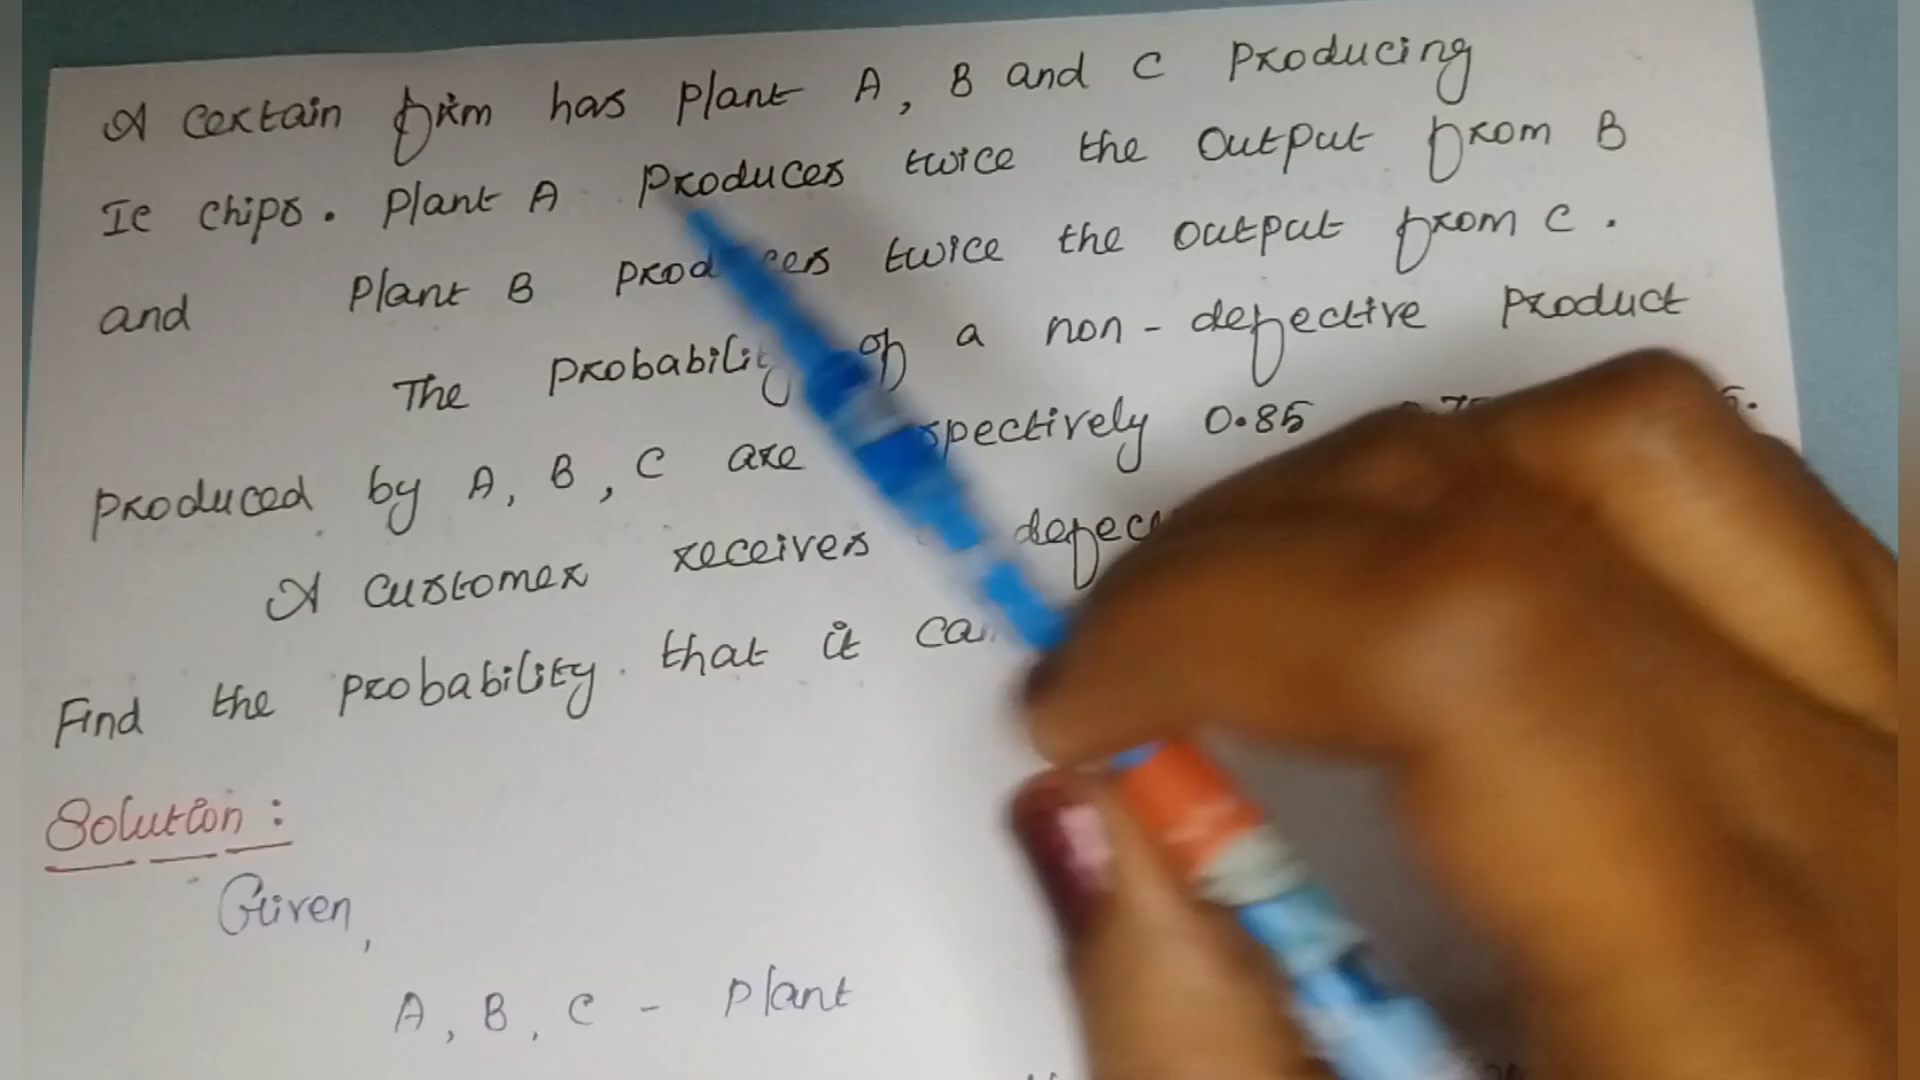 A certain firm has plant A, B and C producing
Ic chips. Plant A produces twice the output from B
and plant B produces twice the output from C.
The probability of a non-defective product
produced by A, B, C are respectively 0.85
A customer receives
Find the probability that it
Solution:
Given,
A, B, C - plant